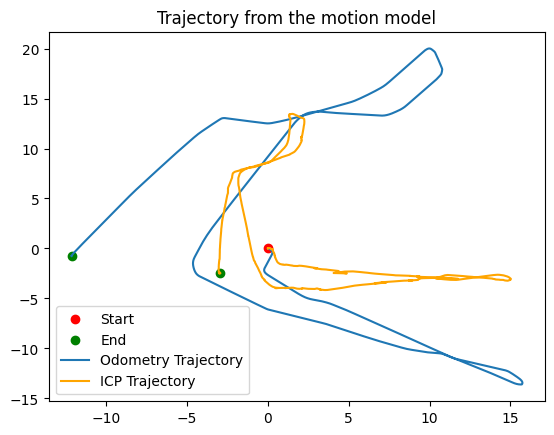 Trajectory from the motion model
20
15
10
5
0
−5
−10
−15
−10
−5
0
5
10
15
Start
End
Odometry Trajectory
ICP Trajectory